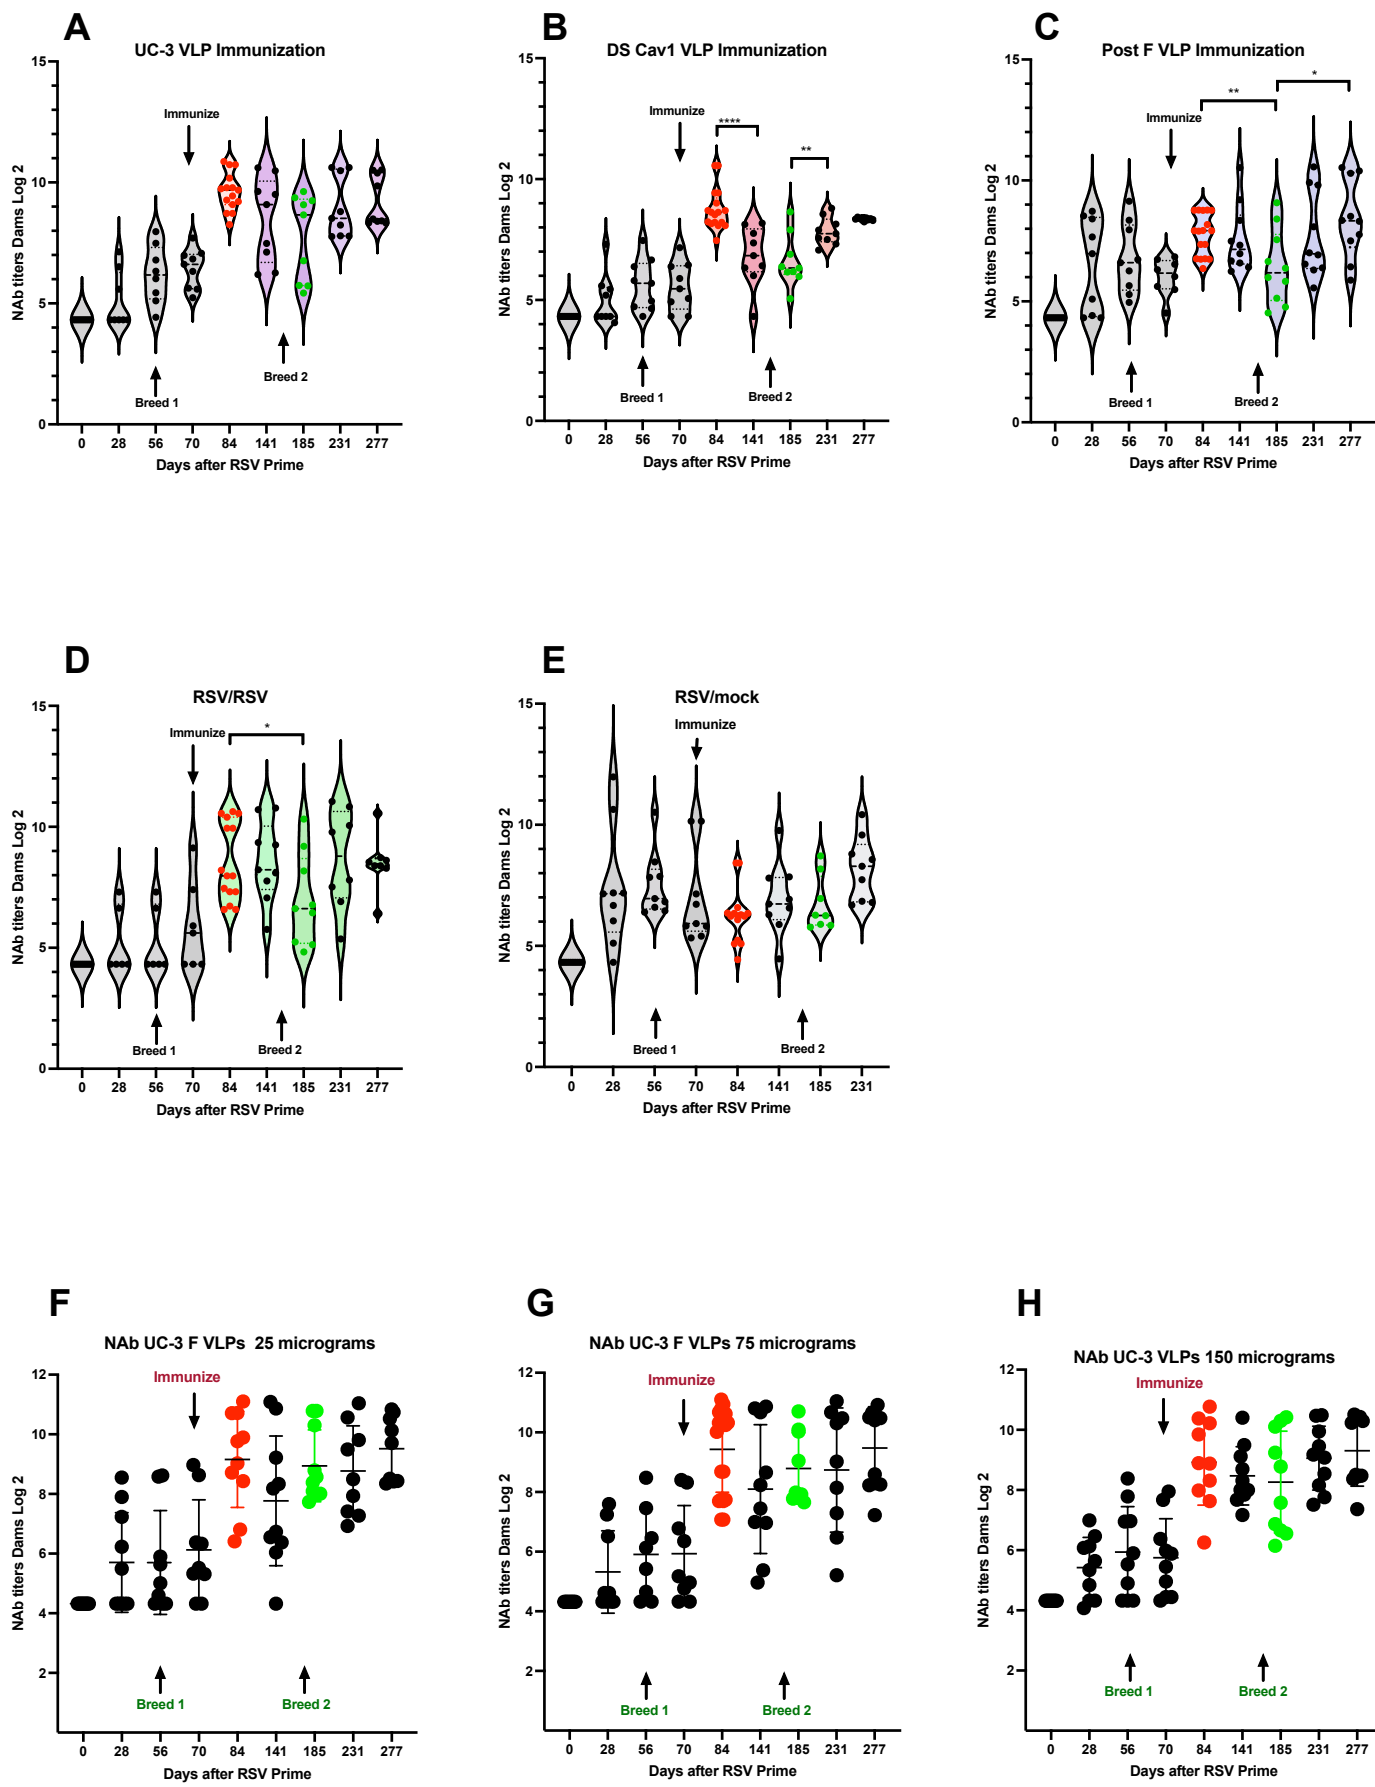 A
UC-3 VLP Immunization
NAb titers Dams Log 2
15
10
5
0
Immunize
Breed 1
Breed 2
0 28 56 70 84 141 185 231 277
Days after RSV Prime
B
DS Cav1 VLP Immunization
NAb titers Dams Log 2
15
10
5
0
Immunize
****
**
Breed 1
Breed 2
0 28 56 70 84 141 185 231 277
Days after RSV Prime
C
Post F VLP Immunization
NAb titers Dams Log 2
15
10
5
0
Immunize
**
*
Breed 1
Breed 2
0 28 56 70 84 141 185 231 277
Days after RSV Prime
D
RSV/RSV
NAb titers Dams Log 2
15
10
5
0
Immunize
*
Breed 1
Breed 2
0 28 56 70 84 141 185 231 277
Days after RSV Prime
E
RSV/mock
NAb titers Dams Log 2
15
10
5
0
Immunize
Breed 1
Breed 2
0 28 56 70 84 141 185 231
Days after RSV Prime
F
NAb UC-3 F VLPs 25 micrograms
NAb titers Dams Log 2
12
10
8
6
4
2
Immunize
Breed 1
Breed 2
0 28 56 70 84 141 185 231 277
Days after RSV Prime
G
NAb UC-3 F VLPs 75 micrograms
NAb titers Dams Log 2
12
10
8
6
4
2
Immunize
Breed 1
Breed 2
0 28 56 70 84 141 185 231 277
Days after RSV Prime
H
NAb UC-3 VLPs 150 micrograms
NAb titers Dams Log 2
12
10
8
6
4
2
Immunize
Breed 1
Breed 2
0 28 56 70 84 141 185 231 277
Days after RSV Prime